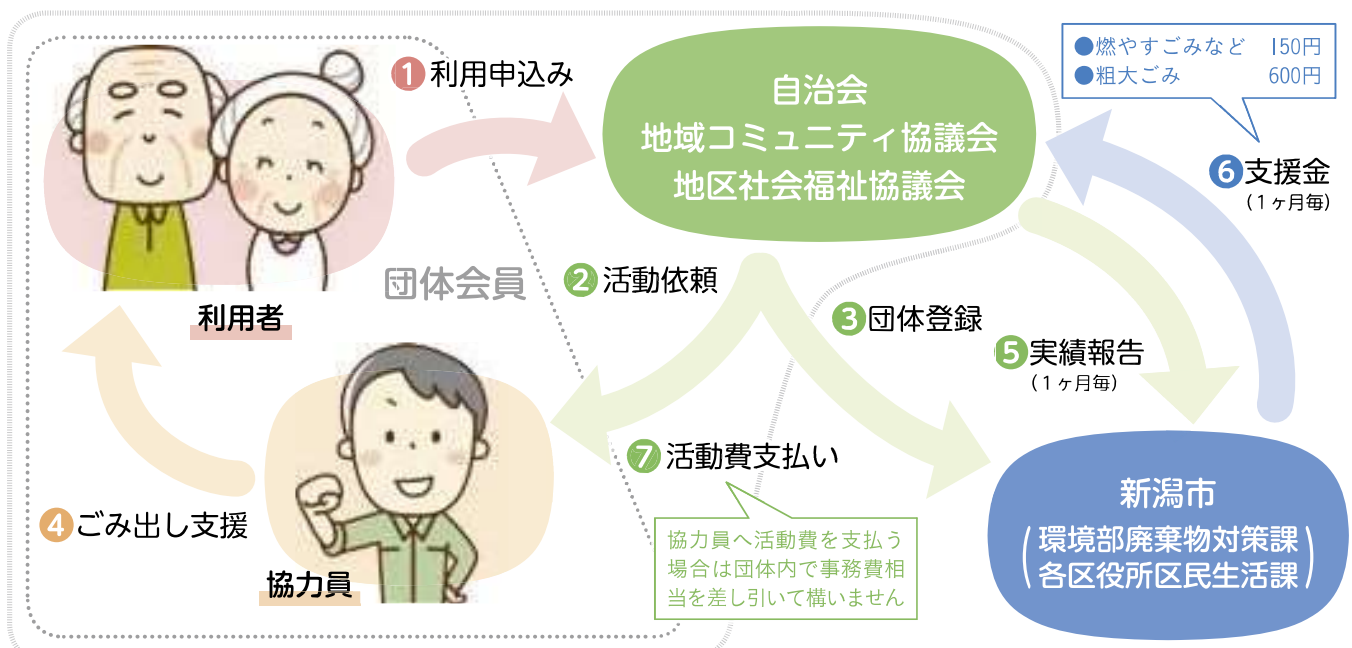 ❶利用申込み
自治会
地域コミュニティ協議会
地区社会福祉協議会
●燃やすごみなど 150円
●粗大ごみ 600円
❻支援金
（1ヶ月毎）
団体会員
❷活動依頼
利用者
❸団体登録
❺実績報告
（1ヶ月毎）
❼活動費支払い
協力員へ活動費を支払う
場合は団体内で事務費相
当を差し引いて構いません
❹ごみ出し支援
協力員
新潟市
（環境部廃棄物対策課
各区役所区民生活課）